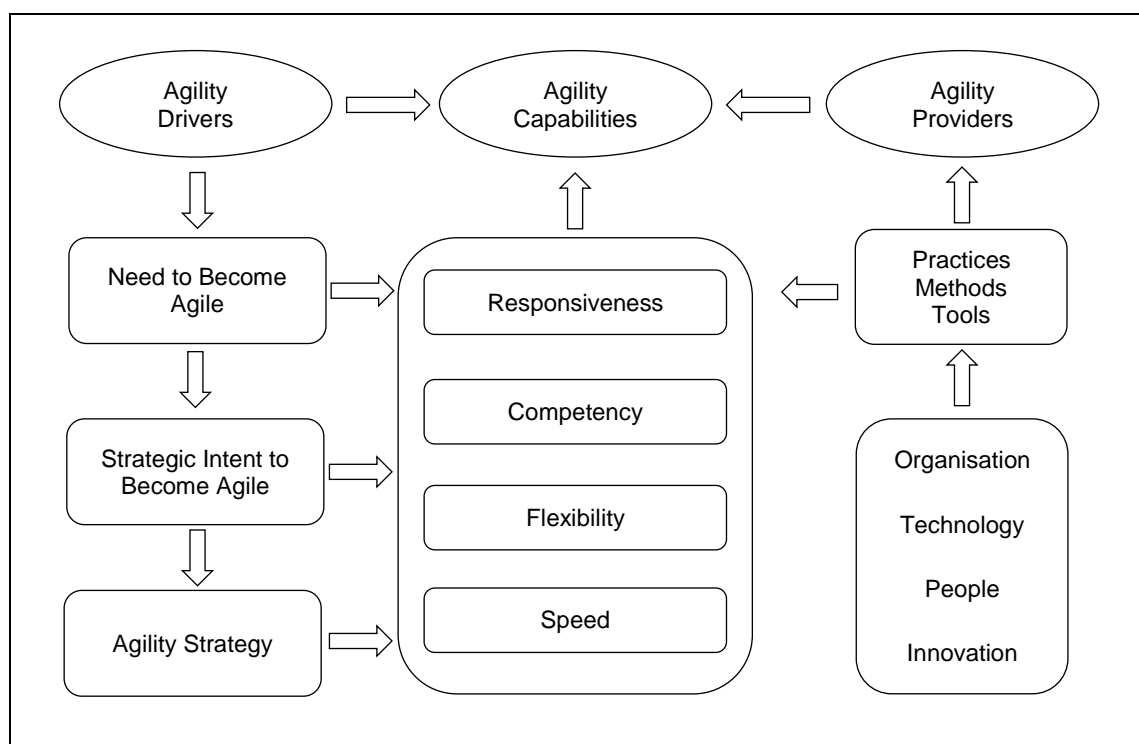 Agility
Drivers
Agility
Capabilities
Agility
Providers
Need to Become
Agile
Strategic Intent to
Become Agile
Agility Strategy
Responsiveness
Competency
Flexibility
Speed
Practices
Methods
Tools
Organisation
Technology
People
Innovation